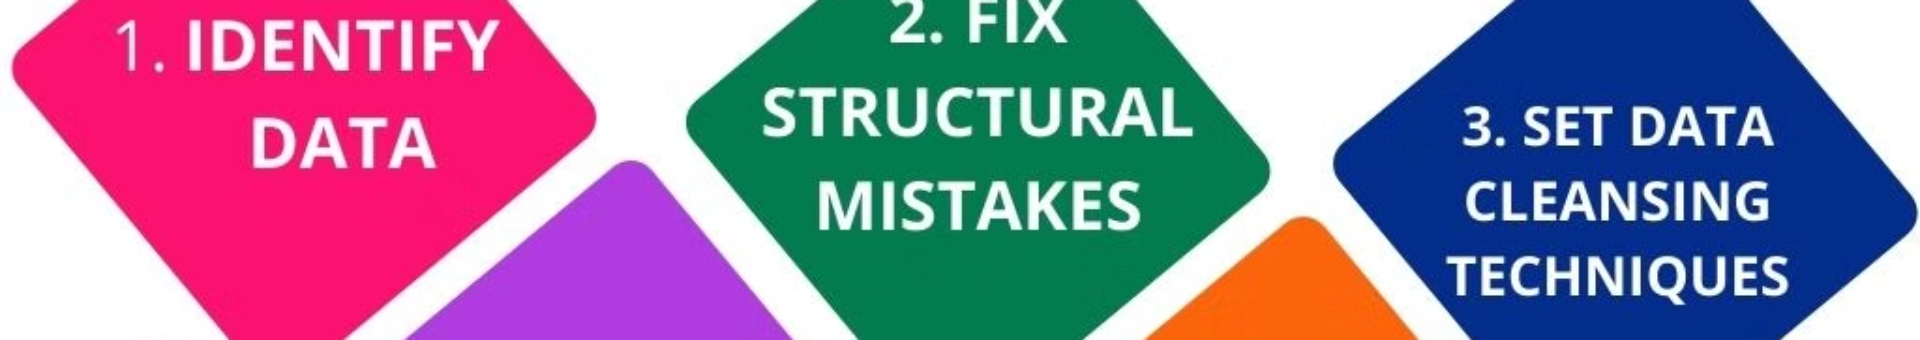 1. IDENTIFY
DATA
2. FIX
STRUCTURAL
MISTAKES
3. SET DATA
CLEANSING
TECHNIQUES